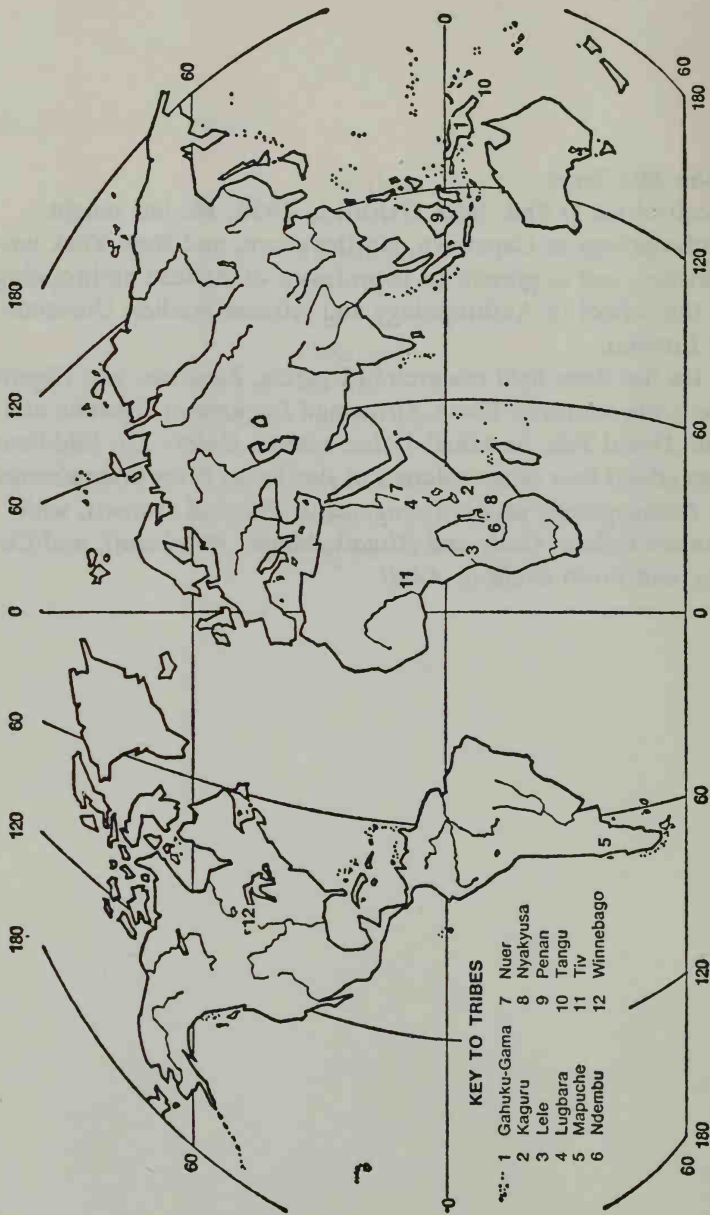 180 120 60 0 60 120 180
60 60
12
11 7
4
9 1
0 0
10
2
3 8
6
5
KEY TO TRIBES
1 Gahuku-Gama 7 Nuer
2 Kaguru 8 Nyakyusa
3 Lele 9 Penan
4 Lugbara 10 Tangu
5 Mapuche 11 Tiv
6 Ndembu 12 Winnebago
60 60
180 120 60 0 60 120 180